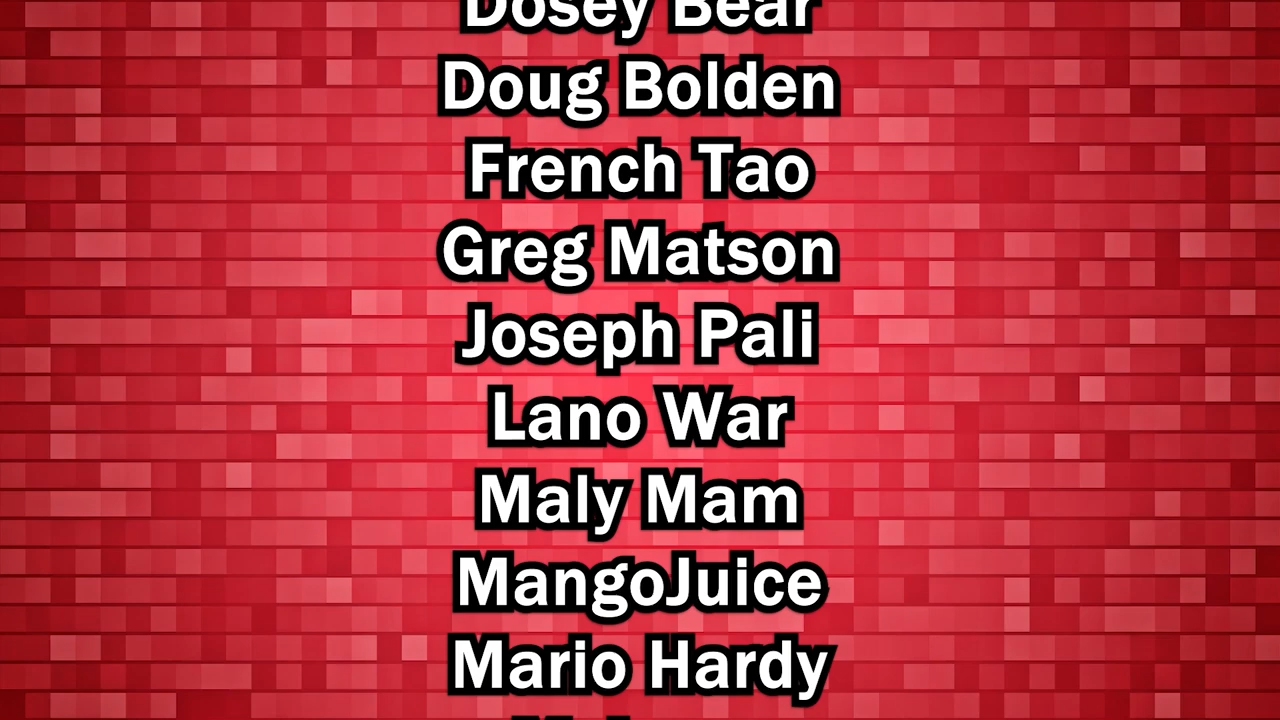 Dosey Bear
Doug Bolden
French Tao
Greg Matson
Joseph Pali
Lano War
Maly Mam
MangoJuice
Mario Hardy